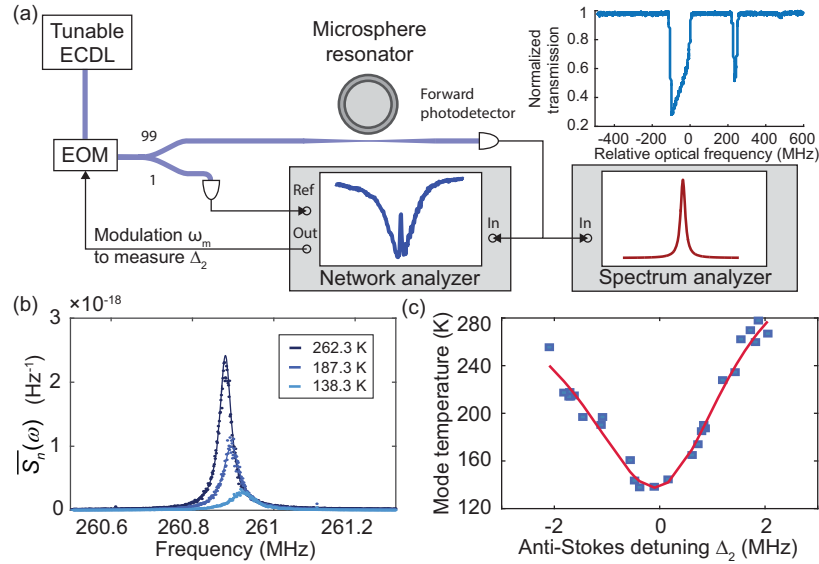 (a)
Tunable
ECDL
EOM
99
1
Microsphere
resonator
Forward
photodetector
Modulation ωm
to measure Δ2
Ref
Out
In
Network analyzer
In
Spectrum analyzer
Normalized
transmission
1
0.8
0.6
0.4
0.2
-400 -200 0 200 400 600
Relative optical frequency (MHz)
(b)
×10⁻¹⁸
S̅n(ω) (Hz⁻¹)
3
2
1
0
262.3 K
187.3 K
138.3 K
260.6 260.8 261 261.2
Frequency (MHz)
(c)
Mode temperature (K)
280
240
200
160
120
-2 0 2
Anti-Stokes detuning Δ2 (MHz)